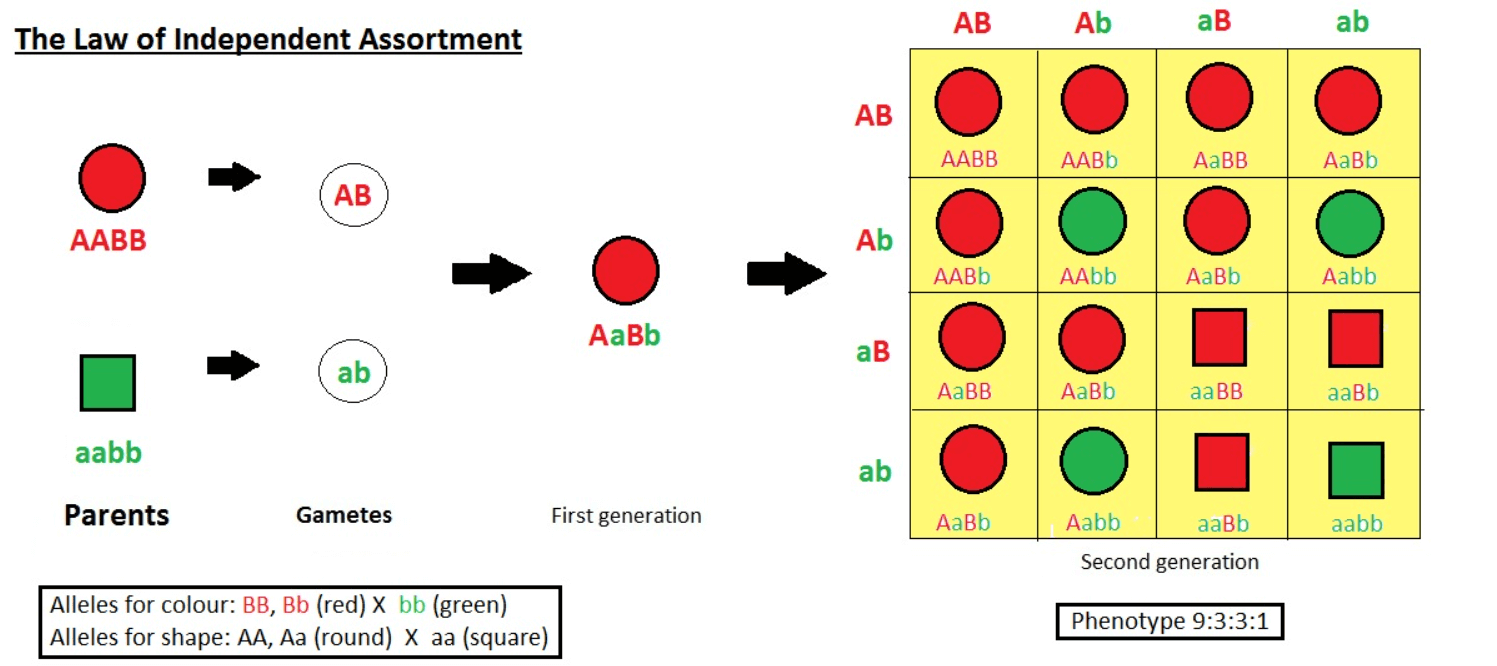 The Law of Independent Assortment
AABB
AB
aabb
ab
Parents
Gametes
AaBb
First generation
AB Ab aB ab
AB
AABB AABb AaBB AaBb
Ab
AABb AAbb AaBb Aabb
aB
AaBB AaBb aaBB aaBb
ab
AaBb Aabb aaBb aabb
Second generation
Alleles for colour: BB, Bb (red) X bb (green)
Alleles for shape: AA, Aa (round) X aa (square)
Phenotype 9:3:3:1